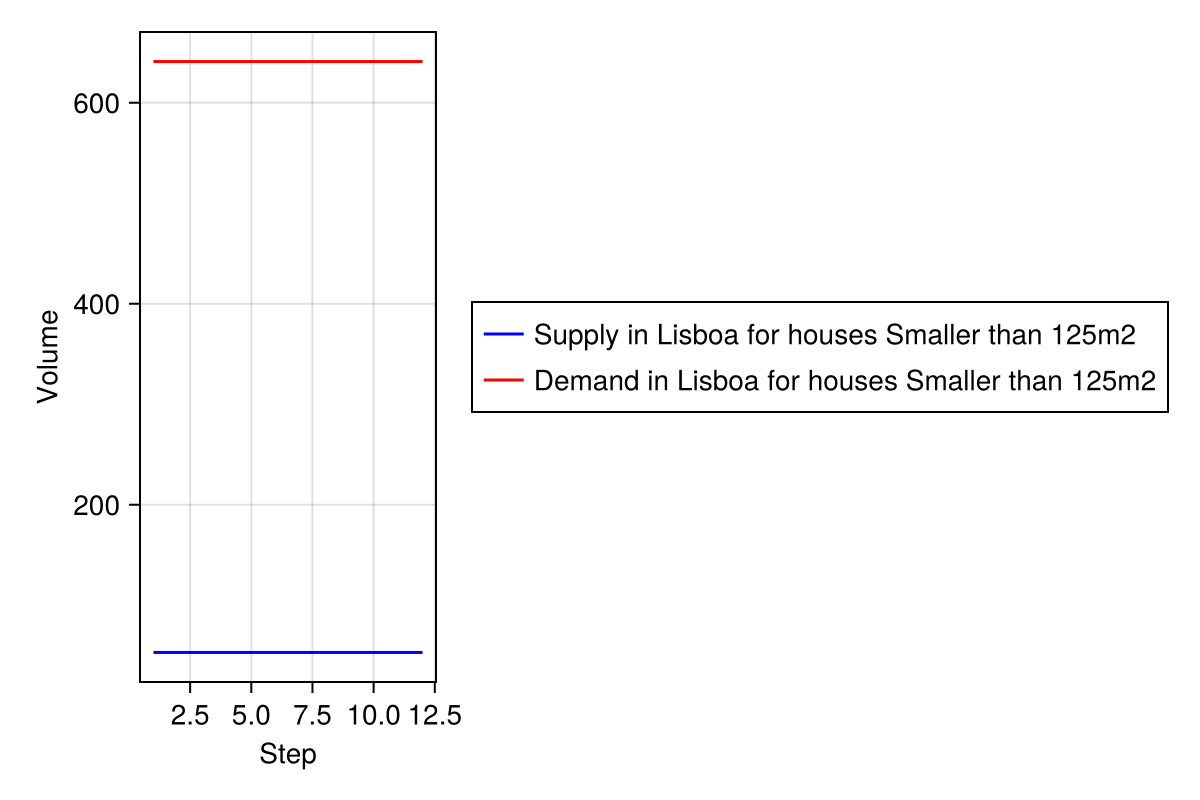 Volume
600
400
200
2.5 5.0 7.5 10.0 12.5
Step
Supply in Lisboa for houses Smaller than 125m2
Demand in Lisboa for houses Smaller than 125m2